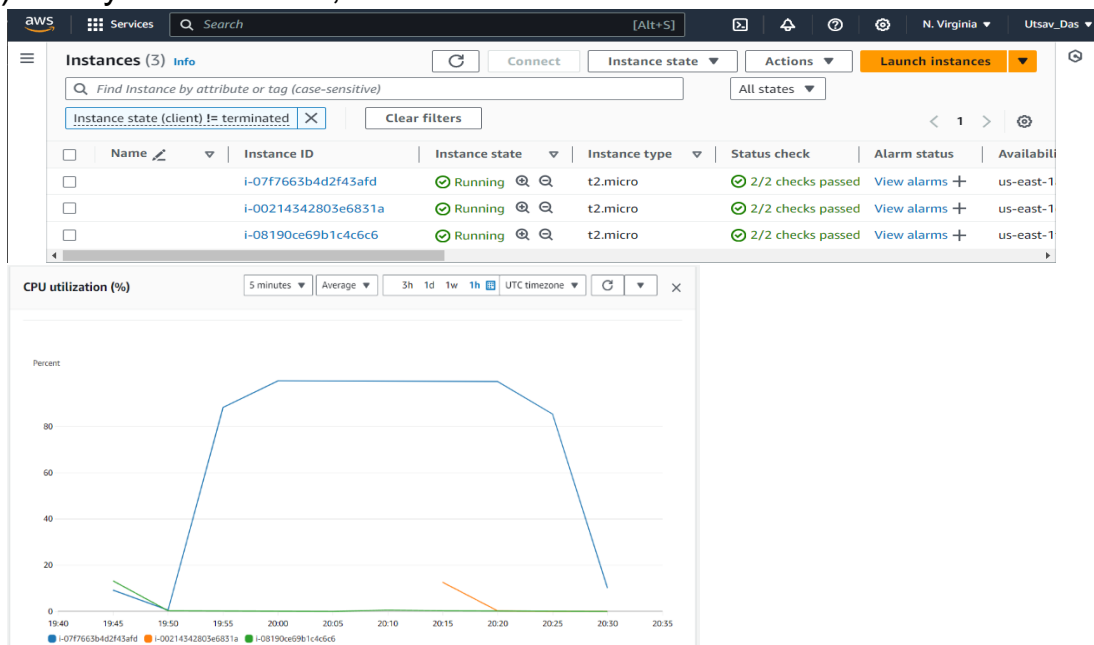 aws Services Search [Alt+S] N. Virginia Utsav_Das
Instances (3) Info Connect Instance state Actions Launch instances
Find Instance by attribute or tag (case-sensitive) All states
Instance state (client) != terminated Clear filters
1
Name Instance ID Instance state Instance type Status check Alarm status Availabili
i-07f7663b4d2f43afd Running t2.micro 2/2 checks passed View alarms + us-east-1
i-00214342803e6831a Running t2.micro 2/2 checks passed View alarms + us-east-1
i-08190ce69b1c4c6c6 Running t2.micro 2/2 checks passed View alarms + us-east-1
CPU utilization (%) 5 minutes Average 3h 1d 1w 1h UTC timezone
Percent
80
60
40
20
0
19:40 19:45 19:50 19:55 20:00 20:05 20:10 20:15 20:20 20:25 20:30 20:35
i-07f7663b4d2f43afd i-00214342803e6831a i-08190ce69b1c4c6c6